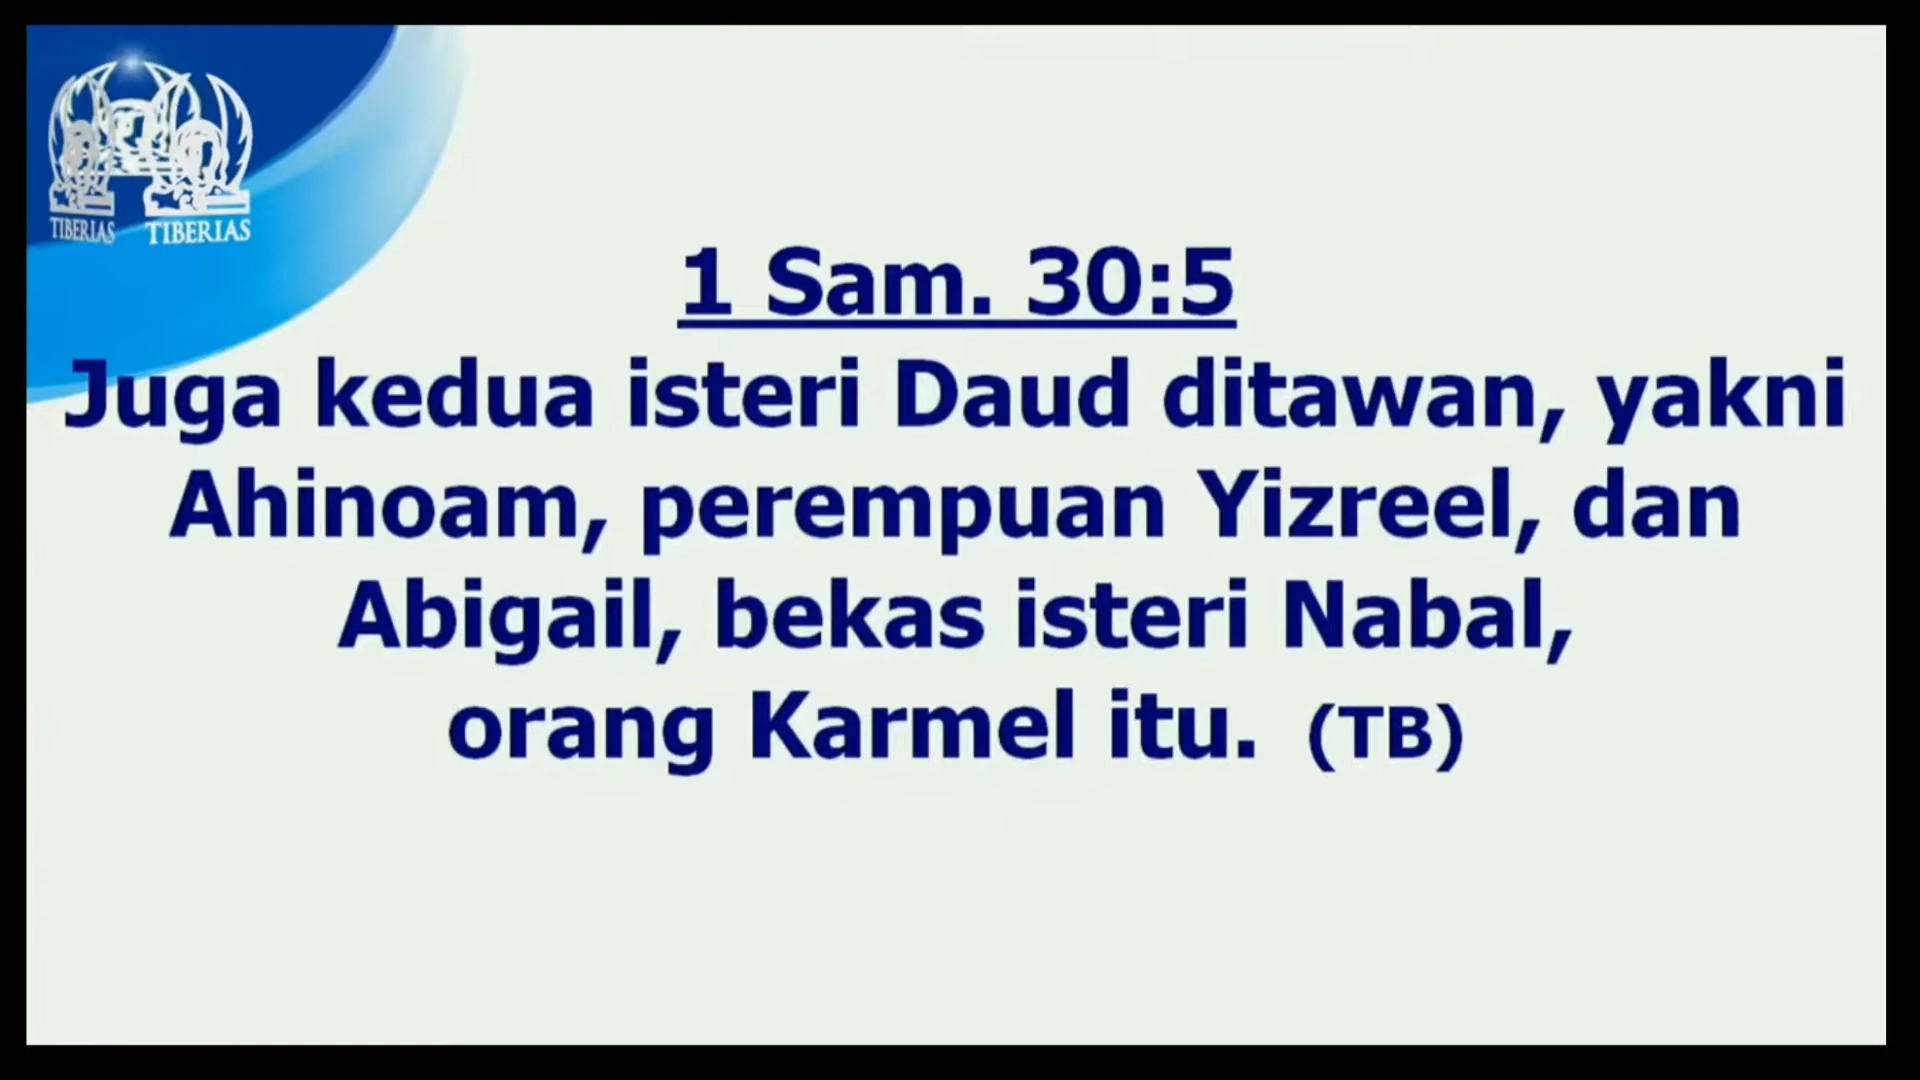 TIBERIAS TIBERIAS
1 Sam. 30:5
Juga kedua isteri Daud ditawan, yakni
Ahinoam, perempuan Yizreel, dan
Abigail, bekas isteri Nabal,
orang Karmel itu. (TB)